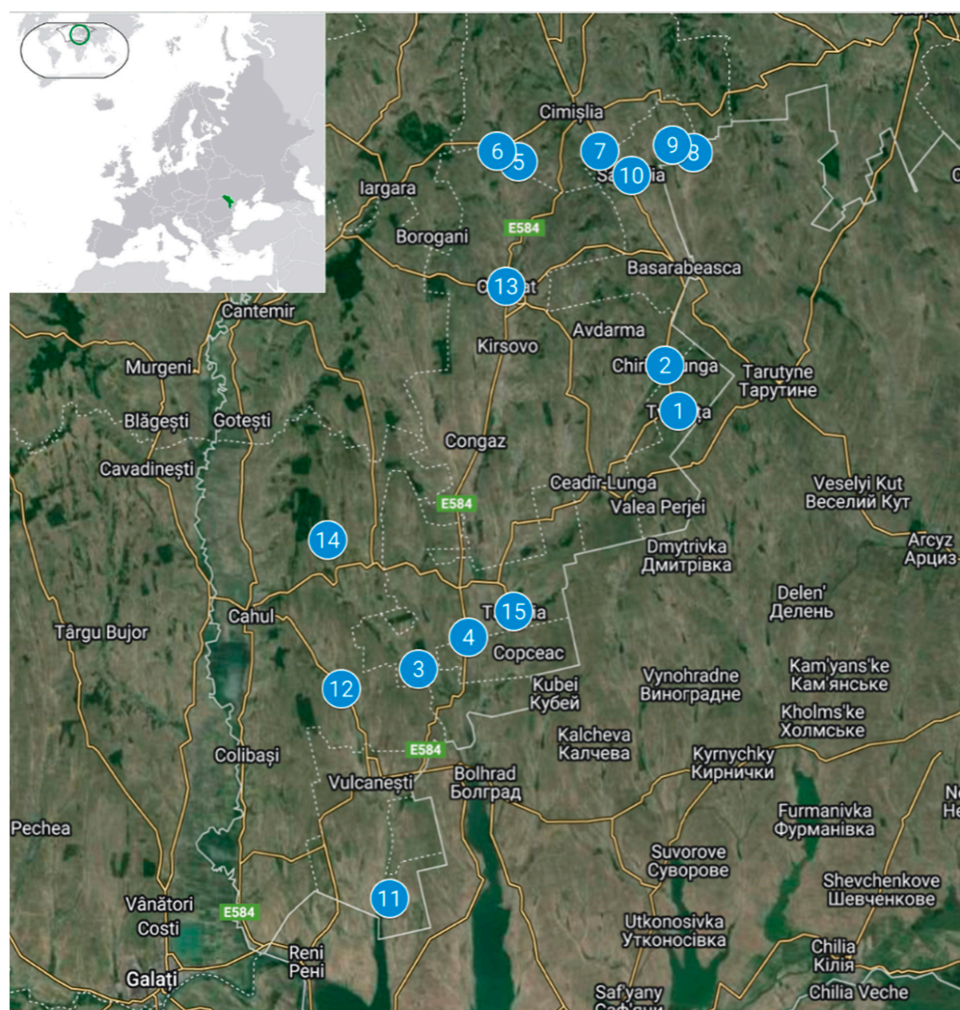 Cimișlia
6
5
7
9
8
10
Iargara
E584
Borogani
Basarabeasca
13
Cantemir
Avdarma
Kirsovo
Murgeni
2
Tarutyne
Тарутине
1
Blăgești
Gotești
Congaz
Cavadinești
Ceadîr-Lunga
Veselyi Kut
Веселий Кут
E584
Valea Perjei
14
Dmytrivka
Дмитрівка
Arcyz
Арциз
Delen'
Делень
Cahul
15
Târgu Bujor
4
Copceac
3
12
Kubei
Кубей
Vynohradne
Виноградне
Kam'yans'ke
Кам'янське
Kholms'ke
Холмське
Kalcheva
Калчева
E584
Colibași
Kyrnychky
Кирнички
Vulcanești
Bolhrad
Болград
Pechea
Furmanivka
Фурманівка
Suvorove
Суворове
Shevchenkove
Шевченкове
11
Vânători
Costi
E584
Utkonosivka
Утконосівка
Reni
Рені
Chilia
Кілія
Galați
Saf'yany
Chilia Veche